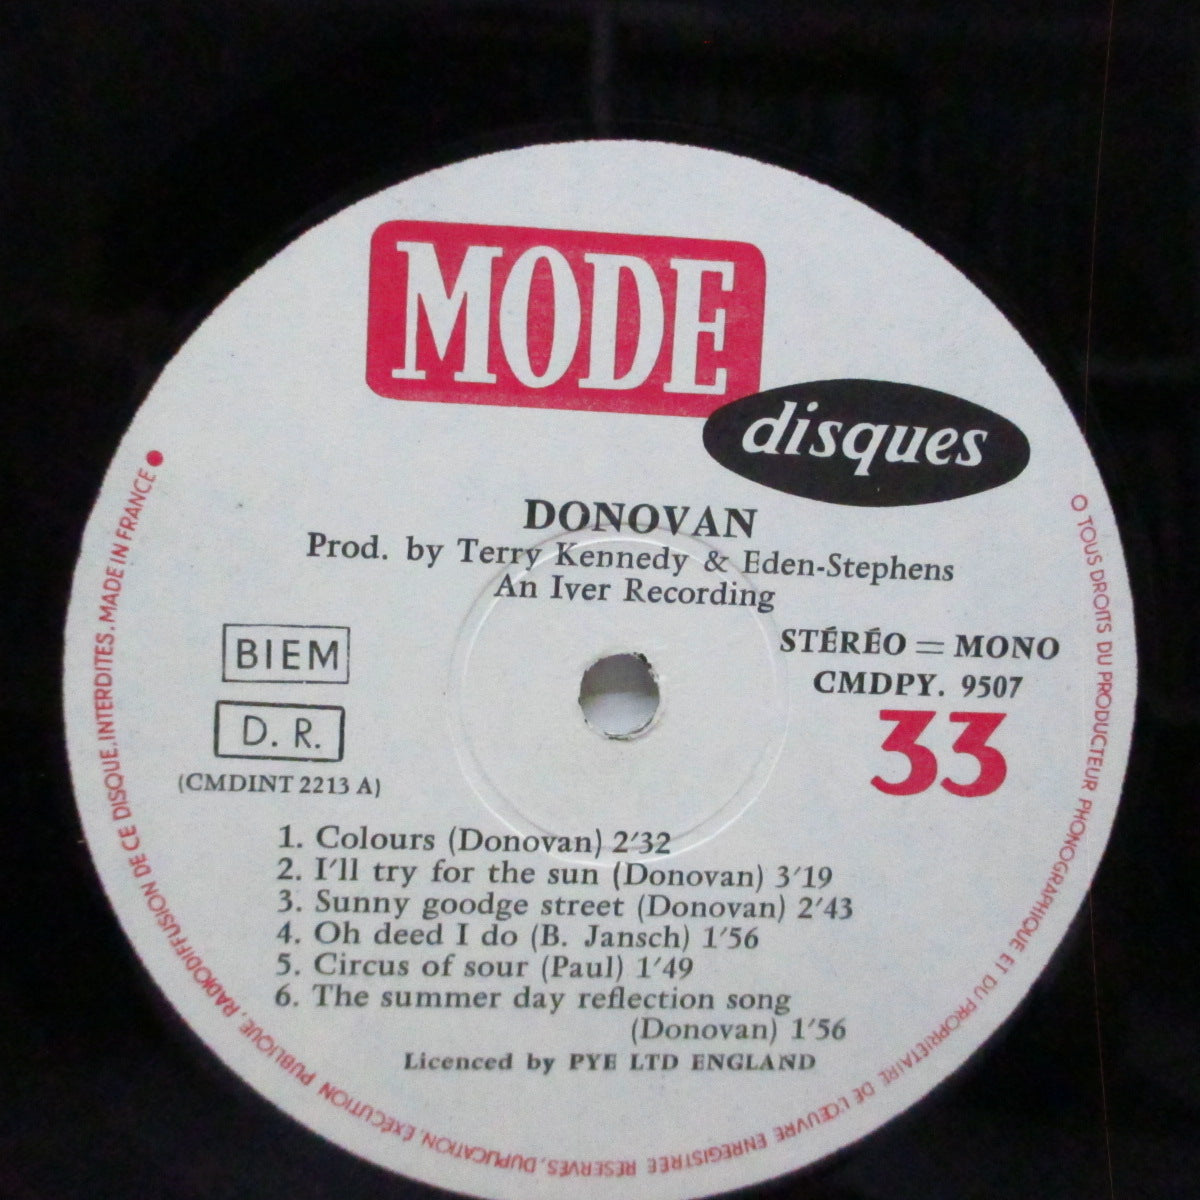 MODE
disques
DONOVAN
Prod. by Terry Kennedy & Eden-Stephens
An Iver Recording
BIEM
D. R.
(CMDINT 2213 A)
STÉRÉO = MONO
CMDPY. 9507
33
1. Colours (Donovan) 2′32
2. I'll try for the sun (Donovan) 3′19
3. Sunny goodge street (Donovan) 2′43
4. Oh deed I do (B. Jansch) 1′56
5. Circus of sour (Paul) 1′49
6. The summer day reflection song
(Donovan) 1′56
Licenced by PYE LTD ENGLAND
O TOUS DROITS DU PRODUCTEUR PHONOGRAPHIQUE ET DU PROPRIETAIRE DE L'ŒUVRE ENREGISTREE RESERVES, DUPLICATION, EXÉCUTION PUBLIQUE, RADIODIFFUSION DE CE DISQUE, INTERDITES. MADE IN FRANCE